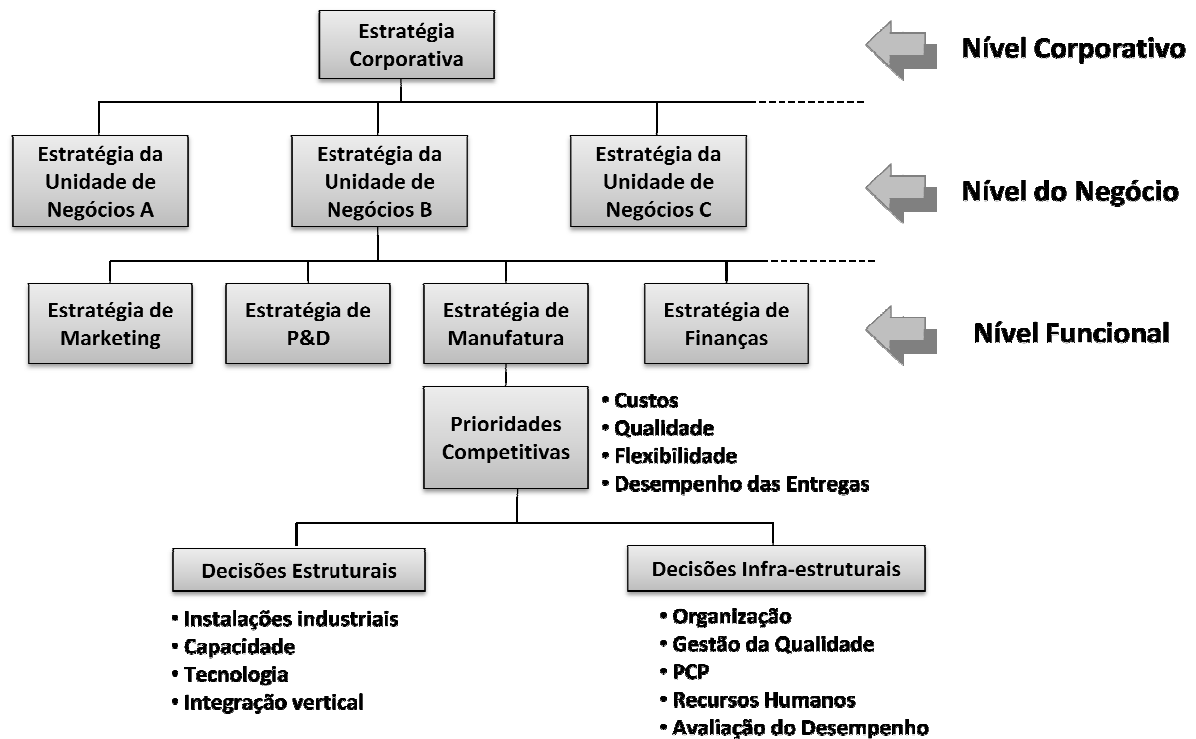 Estratégia
Corporativa
Nível Corporativo
Estratégia da
Unidade de
Negócios A
Estratégia da
Unidade de
Negócios B
Estratégia da
Unidade de
Negócios C
Nível do Negócio
Estratégia de
Marketing
Estratégia de
P&D
Estratégia de
Manufatura
Estratégia de
Finanças
Nível Funcional
Prioridades
Competitivas
• Custos
• Qualidade
• Flexibilidade
• Desempenho das Entregas
Decisões Estruturais
• Instalações industriais
• Capacidade
• Tecnologia
• Integração vertical
Decisões Infra-estruturais
• Organização
• Gestão da Qualidade
• PCP
• Recursos Humanos
• Avaliação do Desempenho